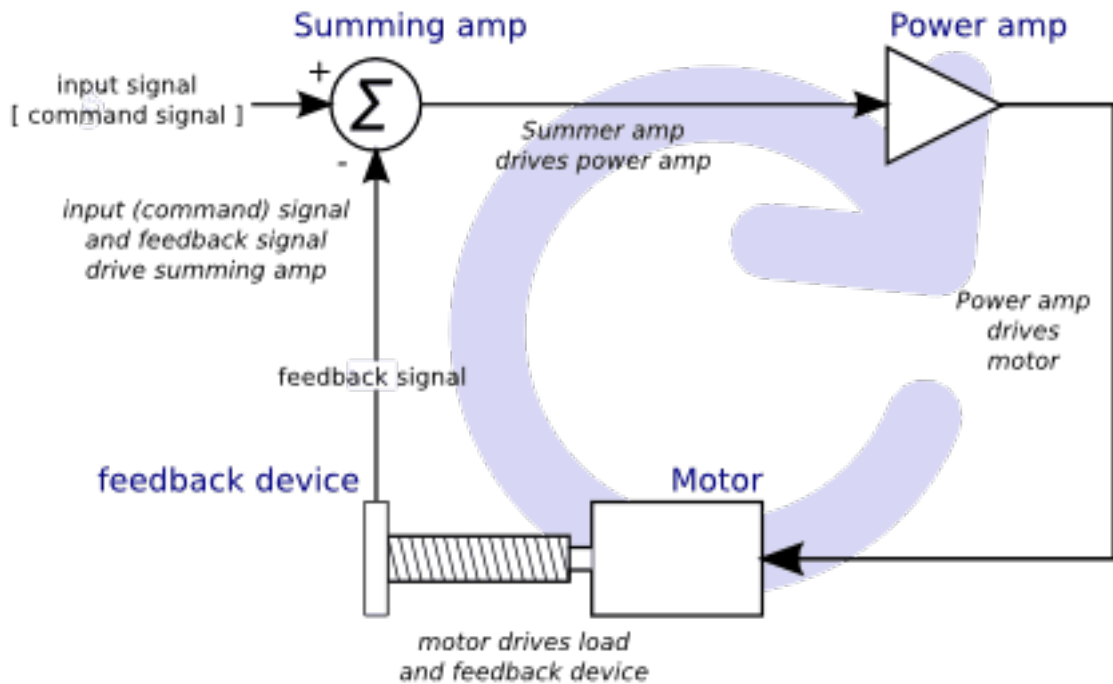 Summing amp
Power amp
input signal
[ command signal ]
+
Σ
-
Summer amp
drives power amp
input (command) signal
and feedback signal
drive summing amp
Power amp
drives
motor
feedback signal
feedback device
Motor
motor drives load
and feedback device